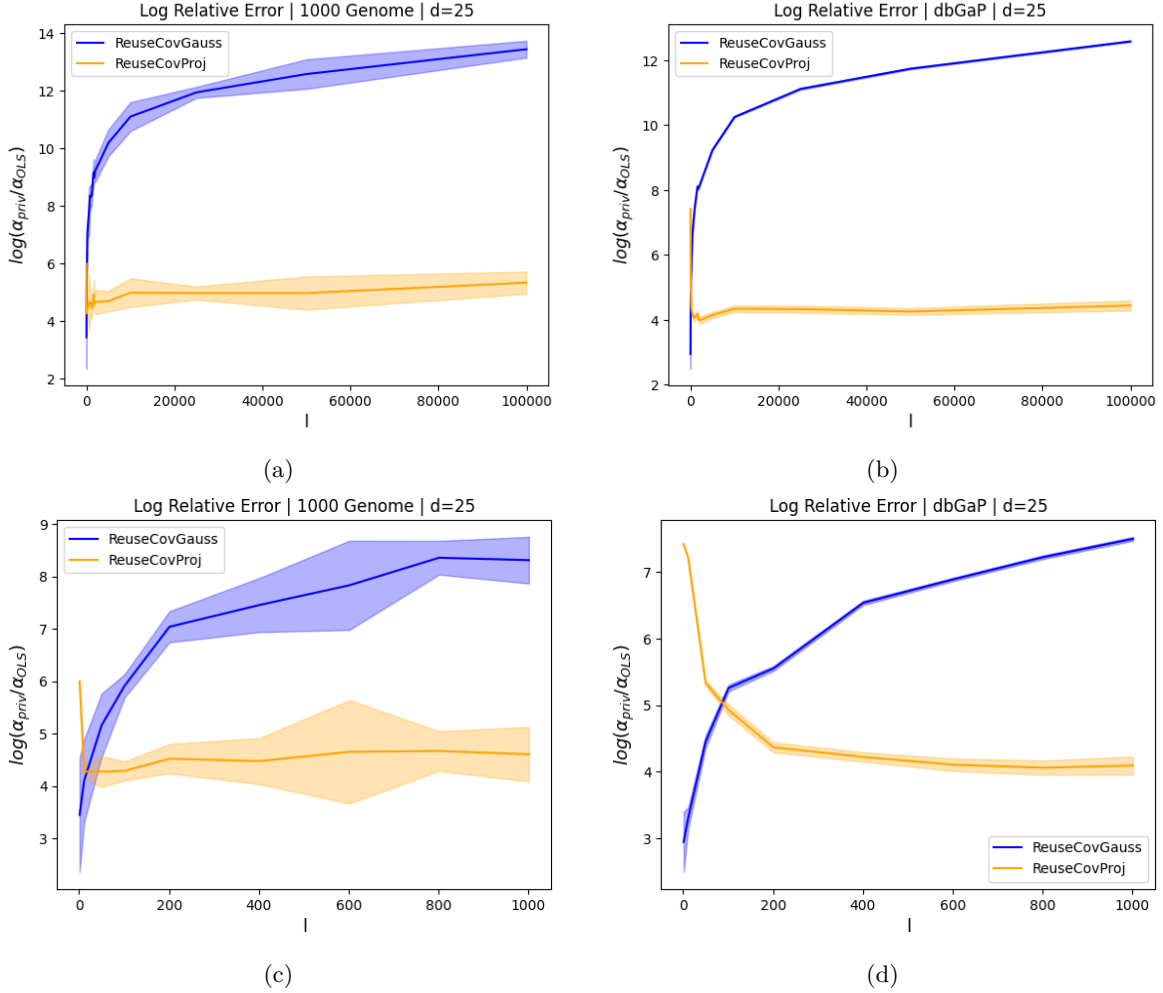 Log Relative Error | 1000 Genome | d=25
ReuseCovGauss
ReuseCovProj
log(α_priv/α_OLS)
14
12
10
8
6
4
2
0
20000
40000
60000
80000
100000
l
(a)
Log Relative Error | dbGaP | d=25
ReuseCovGauss
ReuseCovProj
log(α_priv/α_OLS)
12
10
8
6
4
2
0
20000
40000
60000
80000
100000
l
(b)
Log Relative Error | 1000 Genome | d=25
ReuseCovGauss
ReuseCovProj
log(α_priv/α_OLS)
9
8
7
6
5
4
3
0
200
400
600
800
1000
l
(c)
Log Relative Error | dbGaP | d=25
log(α_priv/α_OLS)
7
6
5
4
3
ReuseCovGauss
ReuseCovProj
0
200
400
600
800
1000
l
(d)